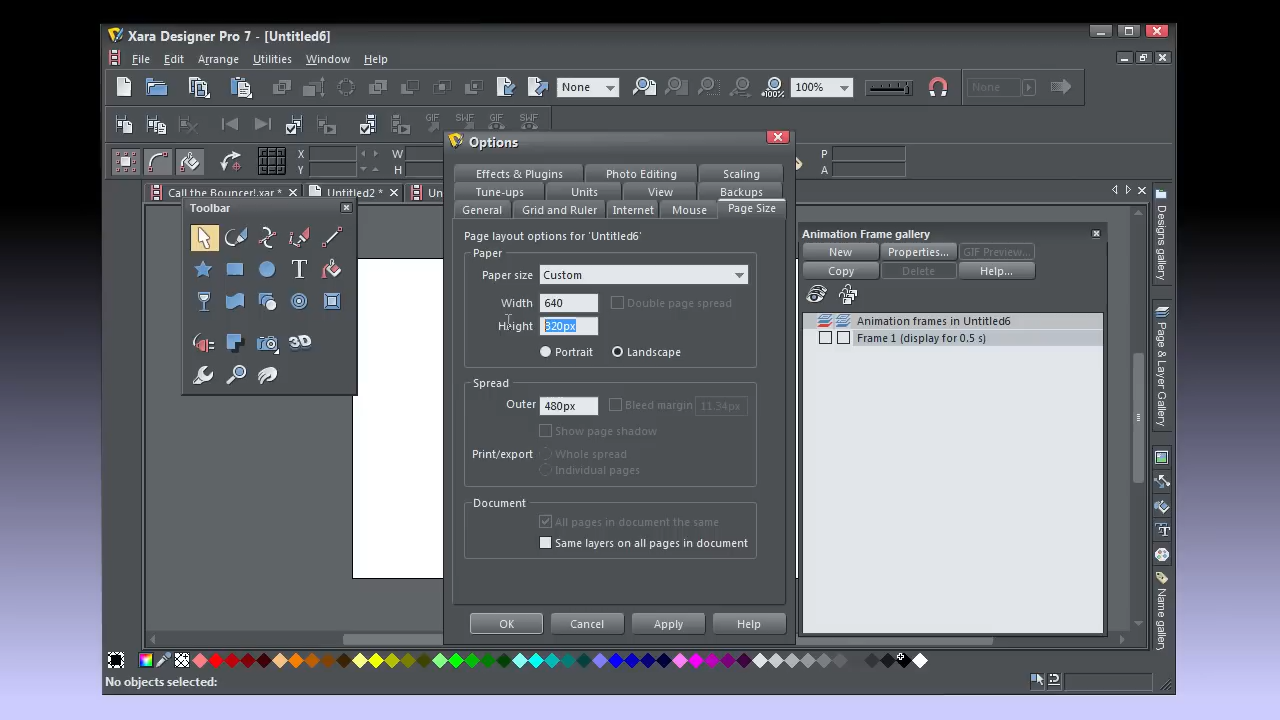 Xara Designer Pro 7 - [Untitled6]
File Edit Arrange Utilities Window Help
None 100% None
GIF SWF GIF SWF
X W P
Y H A
Call the Bouncer!.xar * Untitled2 *
Toolbar
T
3D
Options
Effects & Plugins Photo Editing Scaling
Tune-ups Units View Backups
General Grid and Ruler Internet Mouse Page Size
Page layout options for 'Untitled6'
Paper
Paper size Custom
Width 640 Double page spread
Height 320px
Portrait Landscape
Spread
Outer 480px Bleed margin 11.34px
Show page shadow
Print/export Whole spread
Individual pages
Document
All pages in document the same
Same layers on all pages in document
OK Cancel Apply Help
Animation Frame gallery
New Properties... GIF Preview...
Copy Delete Help...
Animation frames in Untitled6
Frame 1 (display for 0.5 s)
Designs gallery
Page & Layer Gallery
Name gallery
No objects selected: